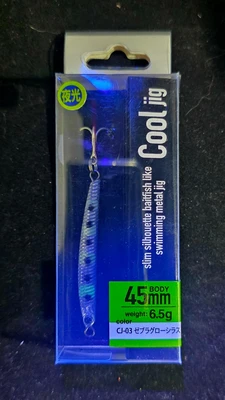 夜光
Cool jig
slim silhouette baitfish like
swimming metal jig
BODY
45mm
weight: 6.5g
color
CJ-03 ゼブラグローシラス